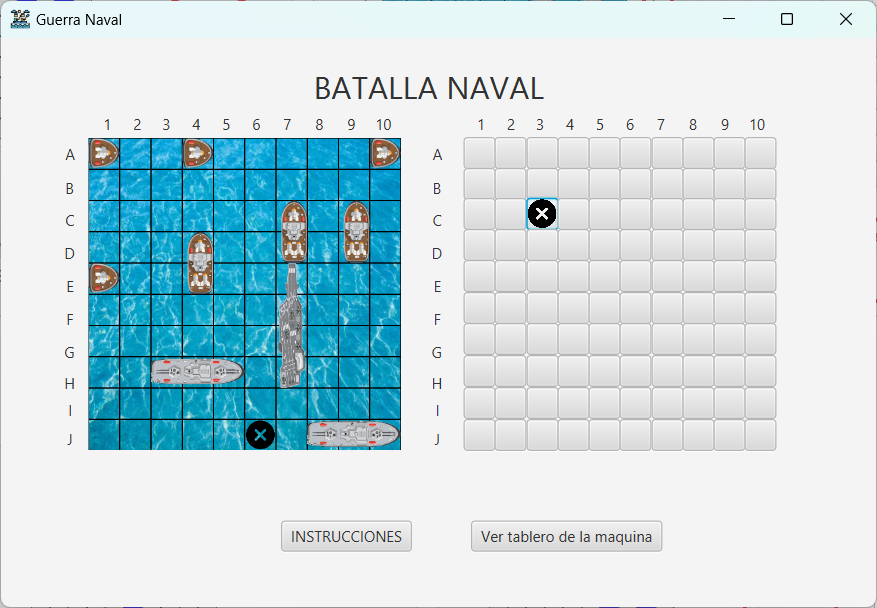 Guerra Naval
BATALLA NAVAL
1 2 3 4 5 6 7 8 9 10
1 2 3 4 5 6 7 8 9 10
A
B
C
D
E
F
G
H
I
J
A
B
C
D
E
F
G
H
I
J
INSTRUCCIONES
Ver tablero de la maquina